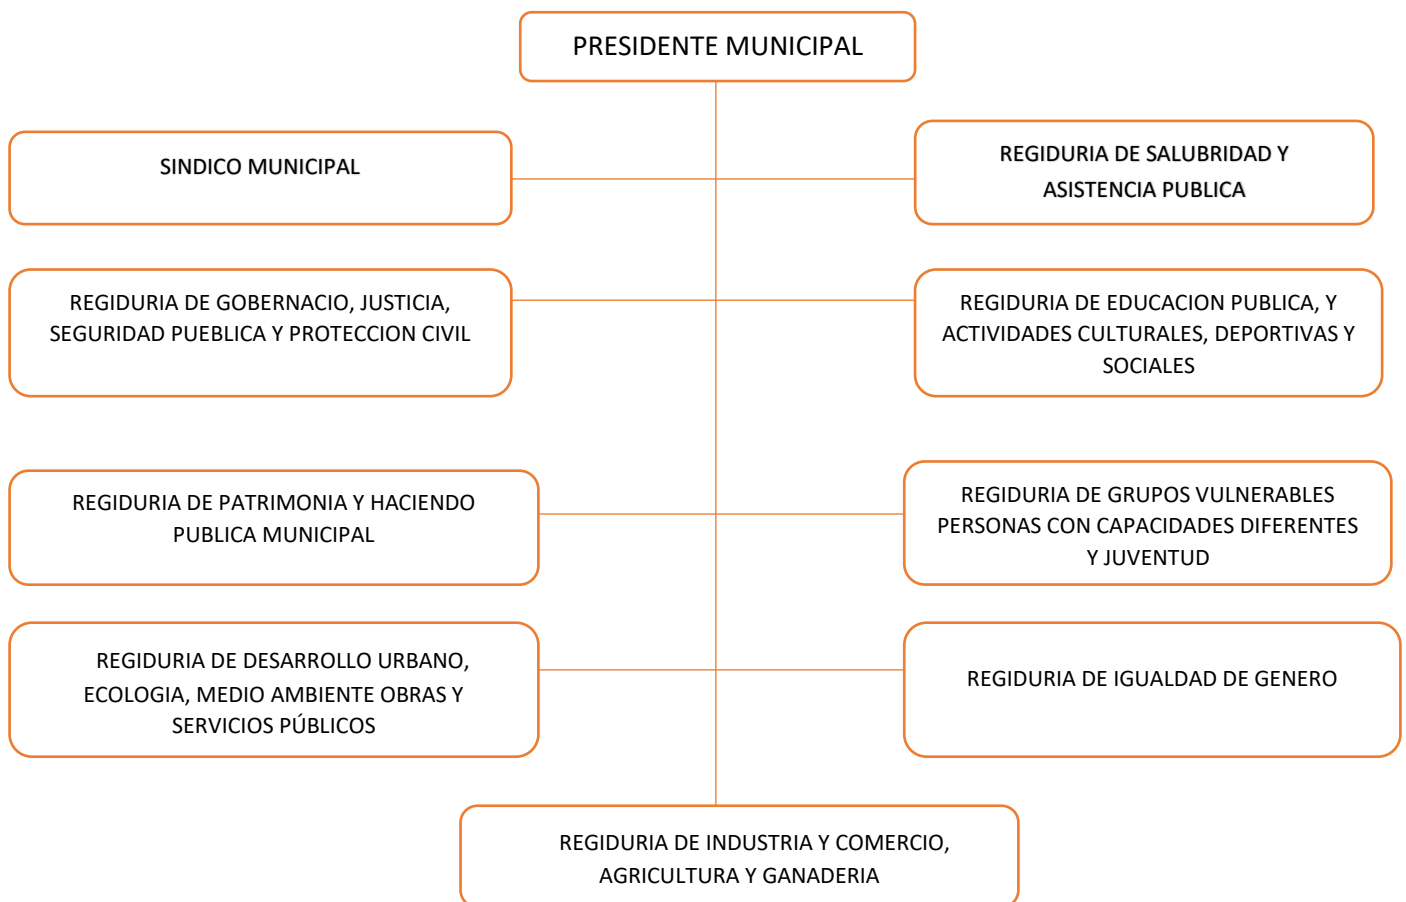 PRESIDENTE MUNICIPAL
SINDICO MUNICIPAL
REGIDURIA DE SALUBRIDAD Y
ASISTENCIA PUBLICA
REGIDURIA DE GOBERNACIO, JUSTICIA,
SEGURIDAD PUEBLICA Y PROTECCION CIVIL
REGIDURIA DE EDUCACION PUBLICA, Y
ACTIVIDADES CULTURALES, DEPORTIVAS Y
SOCIALES
REGIDURIA DE PATRIMONIA Y HACIENDO
PUBLICA MUNICIPAL
REGIDURIA DE GRUPOS VULNERABLES
PERSONAS CON CAPACIDADES DIFERENTES
Y JUVENTUD
REGIDURIA DE DESARROLLO URBANO,
ECOLOGIA, MEDIO AMBIENTE OBRAS Y
SERVICIOS PÚBLICOS
REGIDURIA DE IGUALDAD DE GENERO
REGIDURIA DE INDUSTRIA Y COMERCIO,
AGRICULTURA Y GANADERIA